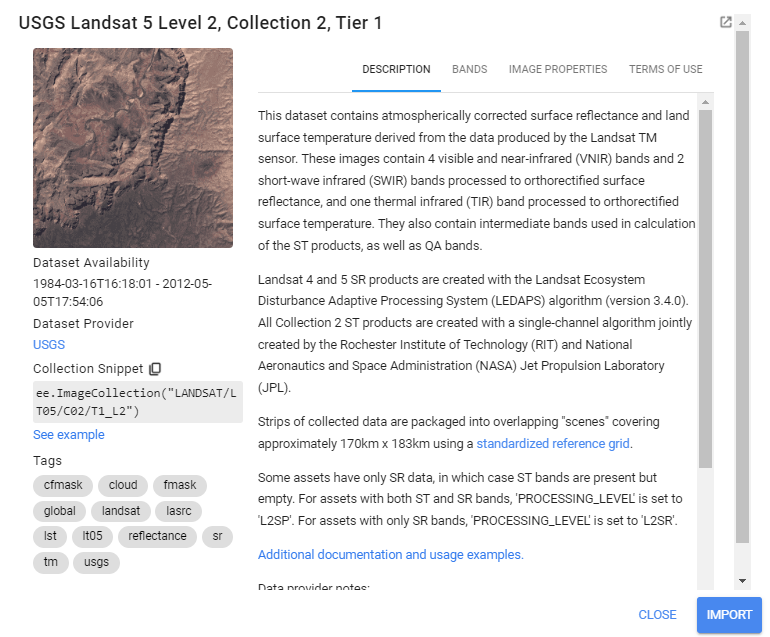 USGS Landsat 5 Level 2, Collection 2, Tier 1
DESCRIPTION
BANDS
IMAGE PROPERTIES
TERMS OF USE
Dataset Availability
1984-03-16T16:18:01 - 2012-05-
05T17:54:06
Dataset Provider
USGS
Collection Snippet
ee.ImageCollection("LANDSAT/L
T05/C02/T1_L2")
See example
Tags
cfmask
cloud
fmask
global
landsat
lasrc
lst
lt05
reflectance
sr
tm
usgs
This dataset contains atmospherically corrected surface reflectance and land
surface temperature derived from the data produced by the Landsat TM
sensor. These images contain 4 visible and near-infrared (VNIR) bands and 2
short-wave infrared (SWIR) bands processed to orthorectified surface
reflectance, and one thermal infrared (TIR) band processed to orthorectified
surface temperature. They also contain intermediate bands used in calculation
of the ST products, as well as QA bands.
Landsat 4 and 5 SR products are created with the Landsat Ecosystem
Disturbance Adaptive Processing System (LEDAPS) algorithm (version 3.4.0).
All Collection 2 ST products are created with a single-channel algorithm jointly
created by the Rochester Institute of Technology (RIT) and National
Aeronautics and Space Administration (NASA) Jet Propulsion Laboratory
(JPL).
Strips of collected data are packaged into overlapping "scenes" covering
approximately 170km x 183km using a standardized reference grid.
Some assets have only SR data, in which case ST bands are present but
empty. For assets with both ST and SR bands, 'PROCESSING_LEVEL' is set to
'L2SP'. For assets with only SR bands, 'PROCESSING_LEVEL' is set to 'L2SR'.
Additional documentation and usage examples.
Data provider notes:
CLOSE
IMPORT